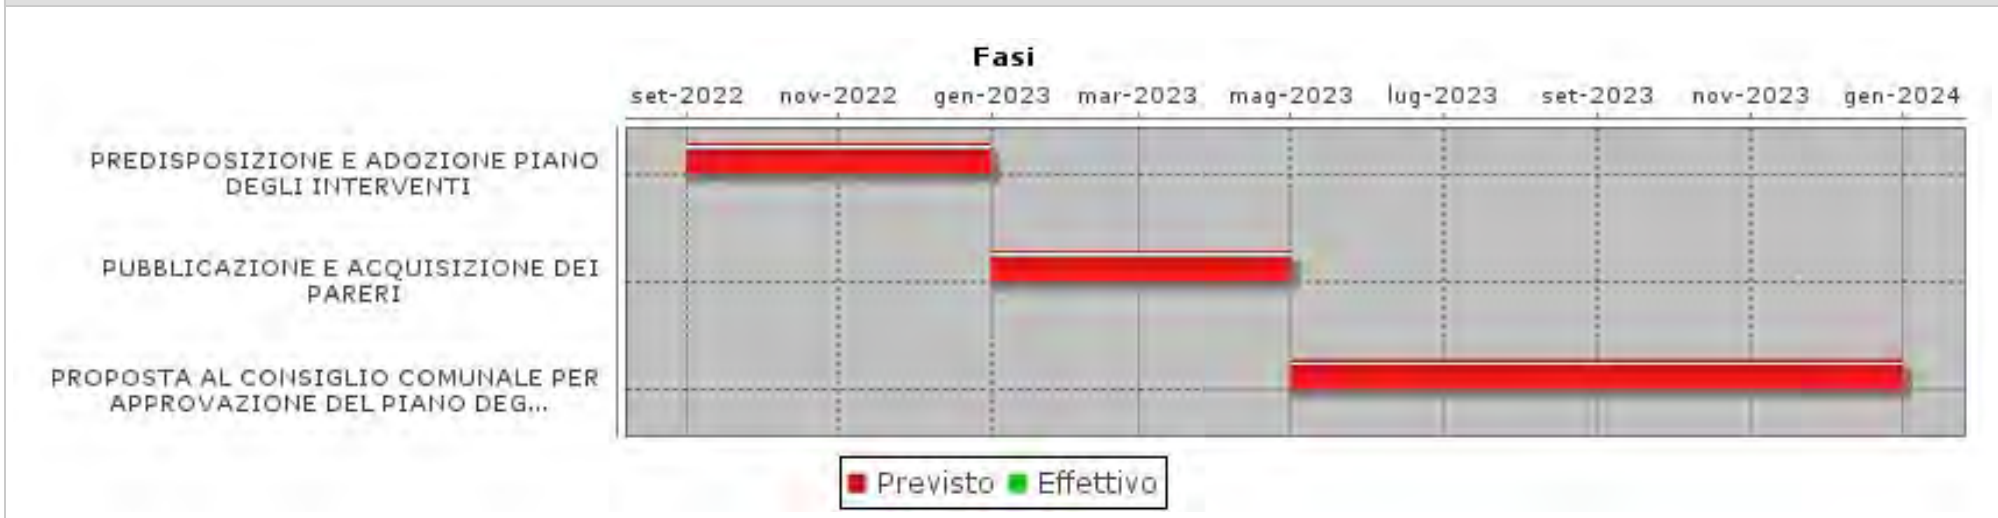 Fasi
set-2022 nov-2022 gen-2023 mar-2023 mag-2023 lug-2023 set-2023 nov-2023 gen-2024
PREDISPOSIZIONE E ADOZIONE PIANO
DEGLI INTERVENTI
PUBBLICAZIONE E ACQUISIZIONE DEI
PARERI
PROPOSTA AL CONSIGLIO COMUNALE PER
APPROVAZIONE DEL PIANO DEG...
Previsto Effettivo